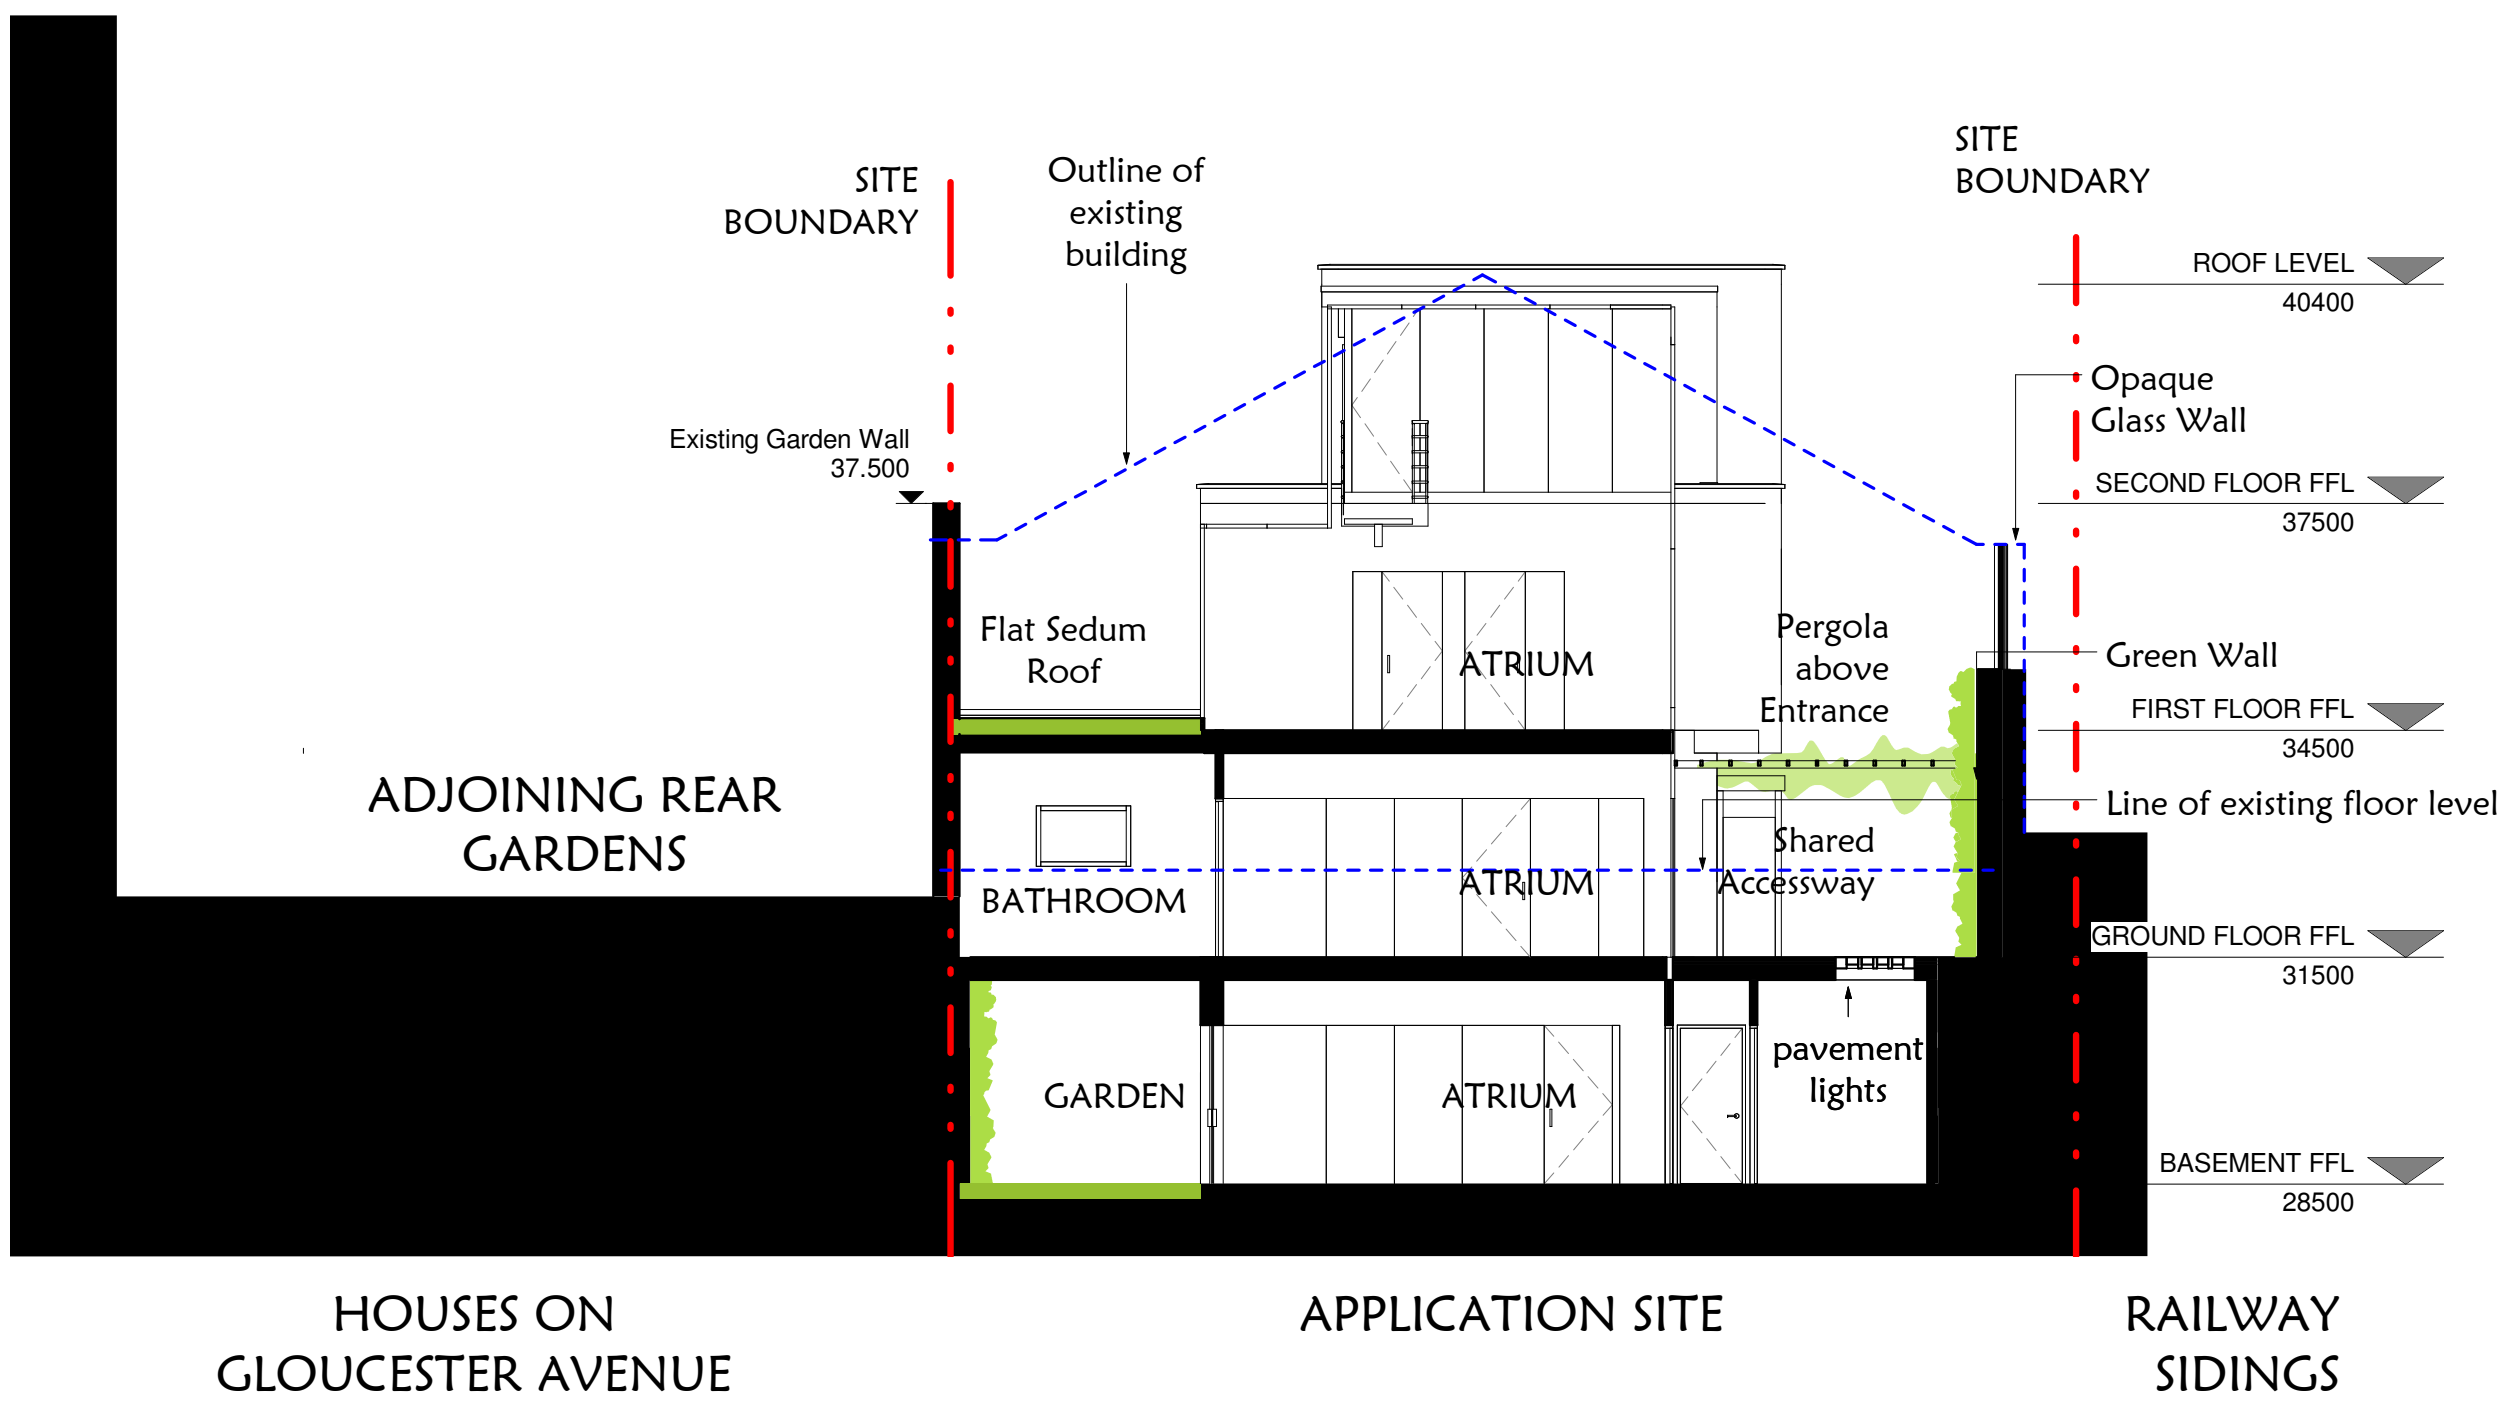 SITE
BOUNDARY
Outline of
existing
building
SITE
BOUNDARY
ROOF LEVEL
40400
Opaque
Glass Wall
Existing Garden Wall
37.500
SECOND FLOOR FFL
37500
Flat Sedum
Roof
ATRIUM
Pergola
above
Entrance
Green Wall
FIRST FLOOR FFL
34500
ADJOINING REAR
GARDENS
Line of existing floor level
BATHROOM
ATRIUM
Shared
Accessway
GROUND FLOOR FFL
31500
GARDEN
ATRIUM
pavement
lights
BASEMENT FFL
28500
HOUSES ON
GLOUCESTER AVENUE
APPLICATION SITE
RAILWAY
SIDINGS